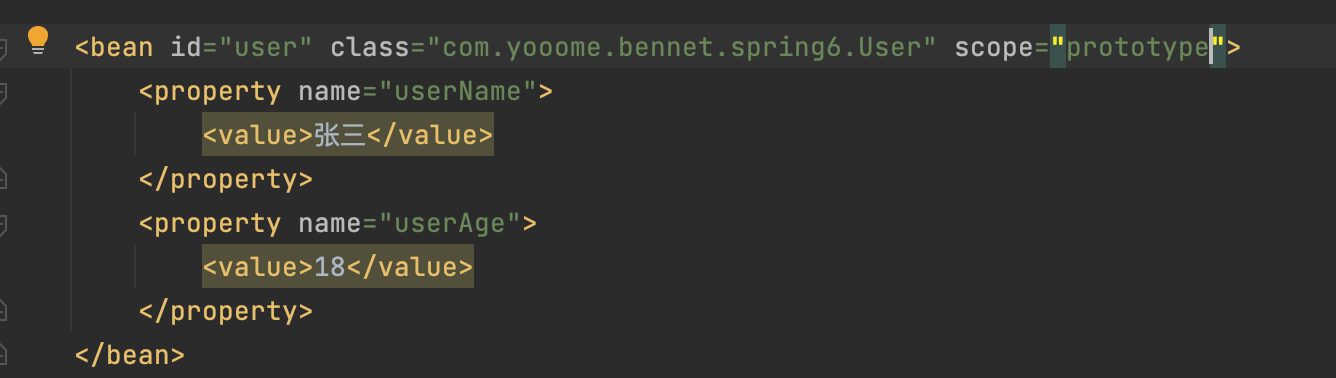 <bean id="user" class="com.yooome.bennet.spring6.User" scope="prototype">
    <property name="userName">
        <value>张三</value>
    </property>
    <property name="userAge">
        <value>18</value>
    </property>
</bean>